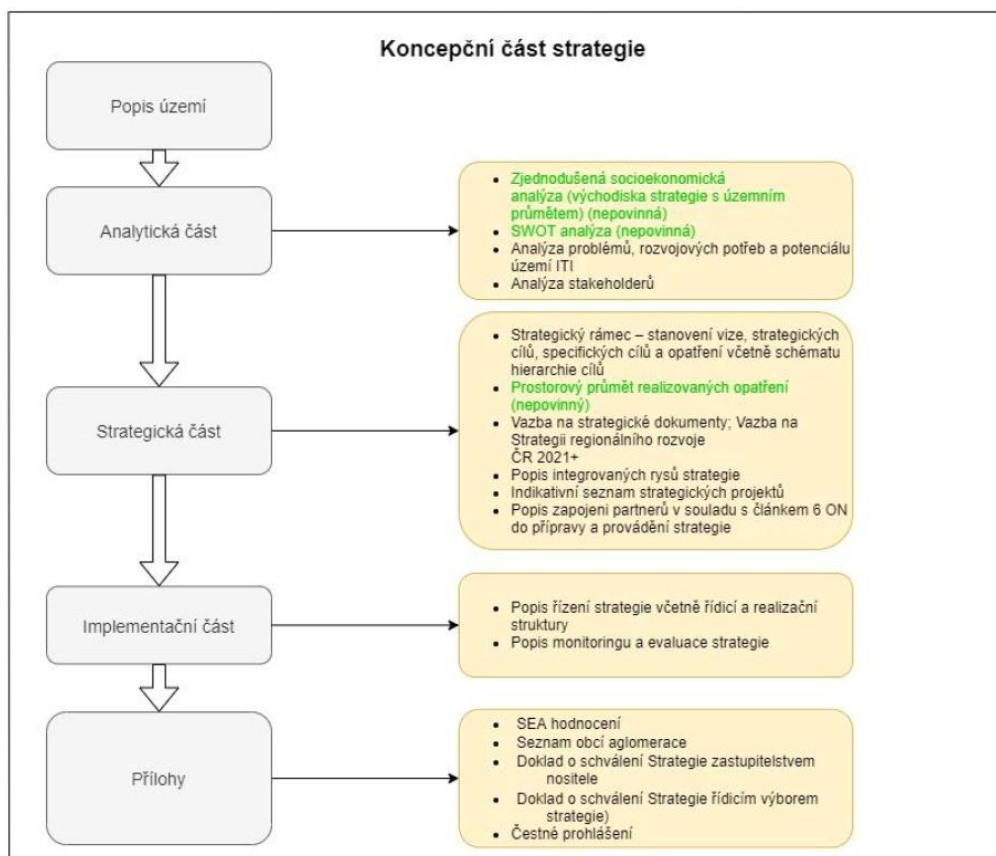 Koncepční část strategie
Popis území
Analytická část
Zjednodušená socioekonomická
analýza (východiska strategie s územním
průmětem) (nepovinná)
SWOT analýza (nepovinná)
Analýza problémů, rozvojových potřeb a potenciálu
území ITI
Analýza stakeholderů
Strategická část
Strategický rámec – stanovení vize, strategických
cílů, specifických cílů a opatření včetně schématu
hierarchie cílů
Prostorový průmět realizovaných opatření
(nepovinný)
Vazba na strategické dokumenty; Vazba na
Strategii regionálního rozvoje
ČR 2021+
Popis integrovaných rysů strategie
Indikativní seznam strategických projektů
Popis zapojeni partnerů v souladu s článkem 6 ON
do přípravy a provádění strategie
Implementační část
Popis řízení strategie včetně řídicí a realizační
struktury
Popis monitoringu a evaluace strategie
Přílohy
SEA hodnocení
Seznam obcí aglomerace
Doklad o schválení Strategie zastupitelstvem
nositele
Doklad o schválení Strategie řídicím výborem
strategie)
Čestné prohlášení